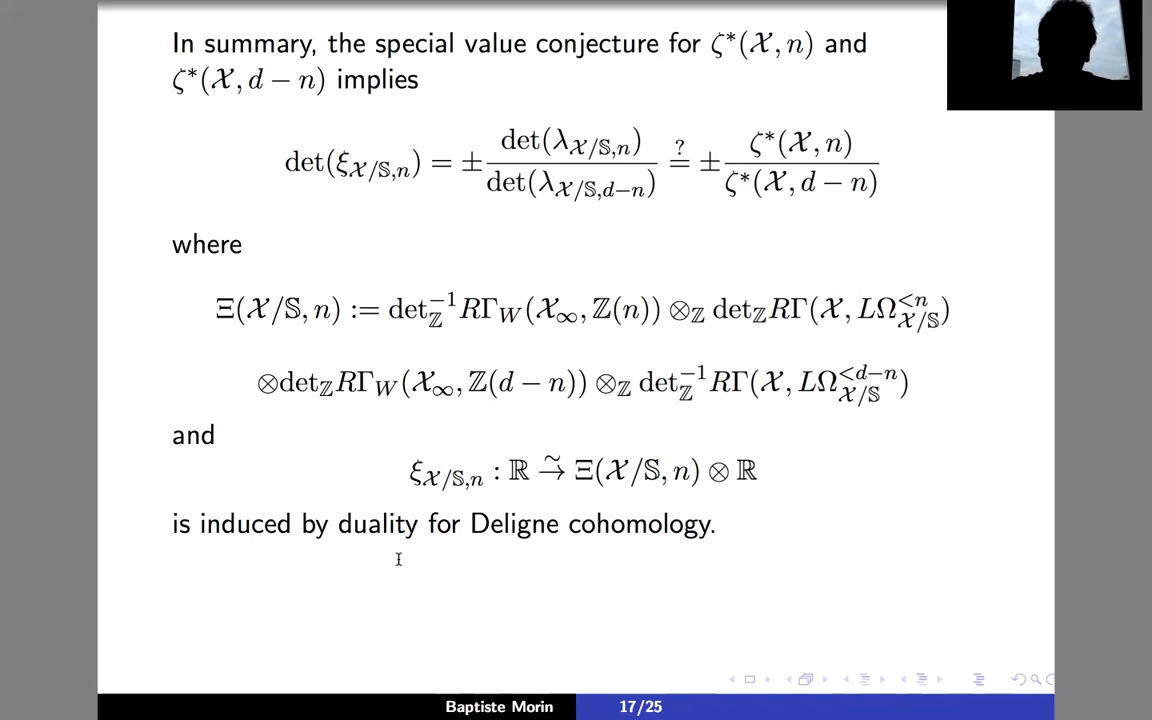 In summary, the special value conjecture for ζ*(𝒳, n) and
ζ*(𝒳, d − n) implies
det(ξ_{𝒳/𝕊,n}) = ± det(λ_{𝒳/𝕊,n}) / det(λ_{𝒳/𝕊,d−n}) ≟ ± ζ*(𝒳, n) / ζ*(𝒳, d − n)
where
Ξ(𝒳/𝕊, n) := det_ℤ^{−1} RΓ_W(𝒳_∞, ℤ(n)) ⊗_ℤ det_ℤ RΓ(𝒳, LΩ_{𝒳/𝕊}^{<n})
⊗det_ℤ RΓ_W(𝒳_∞, ℤ(d − n)) ⊗_ℤ det_ℤ^{−1} RΓ(𝒳, LΩ_{𝒳/𝕊}^{<d−n})
and
ξ_{𝒳/𝕊,n} : ℝ ⥲ Ξ(𝒳/𝕊, n) ⊗ ℝ
is induced by duality for Deligne cohomology.
Baptiste Morin 17/25